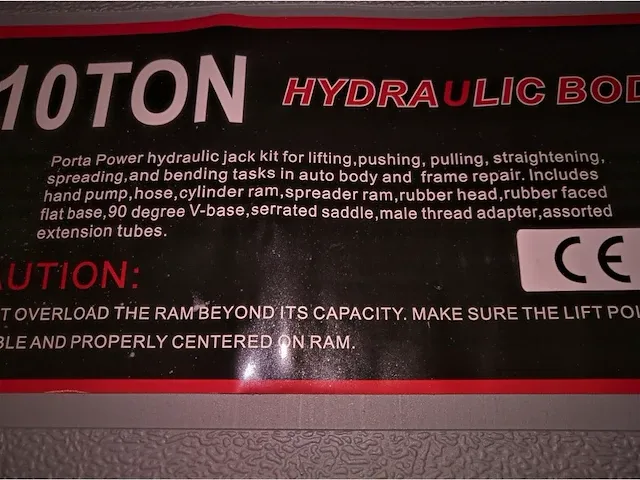 10TON
HYDRAULIC BOD
Porta Power hydraulic jack kit for lifting,pushing, pulling, straightening,
spreading,and bending tasks in auto body and frame repair. Includes
hand pump,hose,cylinder ram,spreader ram,rubber head,rubber faced
flat base,90 degree V-base,serrated saddle,male thread adapter,assorted
extension tubes.
CE
AUTION:
T OVERLOAD THE RAM BEYOND ITS CAPACITY. MAKE SURE THE LIFT POI
BLE AND PROPERLY CENTERED ON RAM.